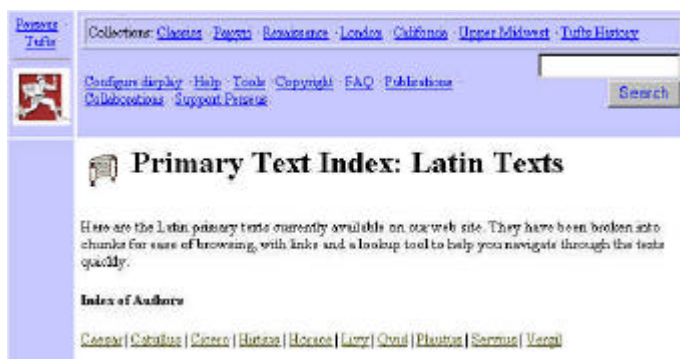 Perseus
Tufts
Collections: Classics · Papyri · Renaissance · London · California · Upper Midwest · Tufts History
Configure display · Help · Tools · Copyright · FAQ · Publications ·
Collaborations · Support Perseus
Search
Primary Text Index: Latin Texts
Here are the Latin primary texts currently available on our web site. They have been broken into
chunks for ease of browsing, with links and a lookup tool to help you navigate through the texts
quickly.
Index of Authors
Caesar | Catullus | Cicero | Hirtius | Horace | Livy | Ovid | Plautus | Servius | Vergil